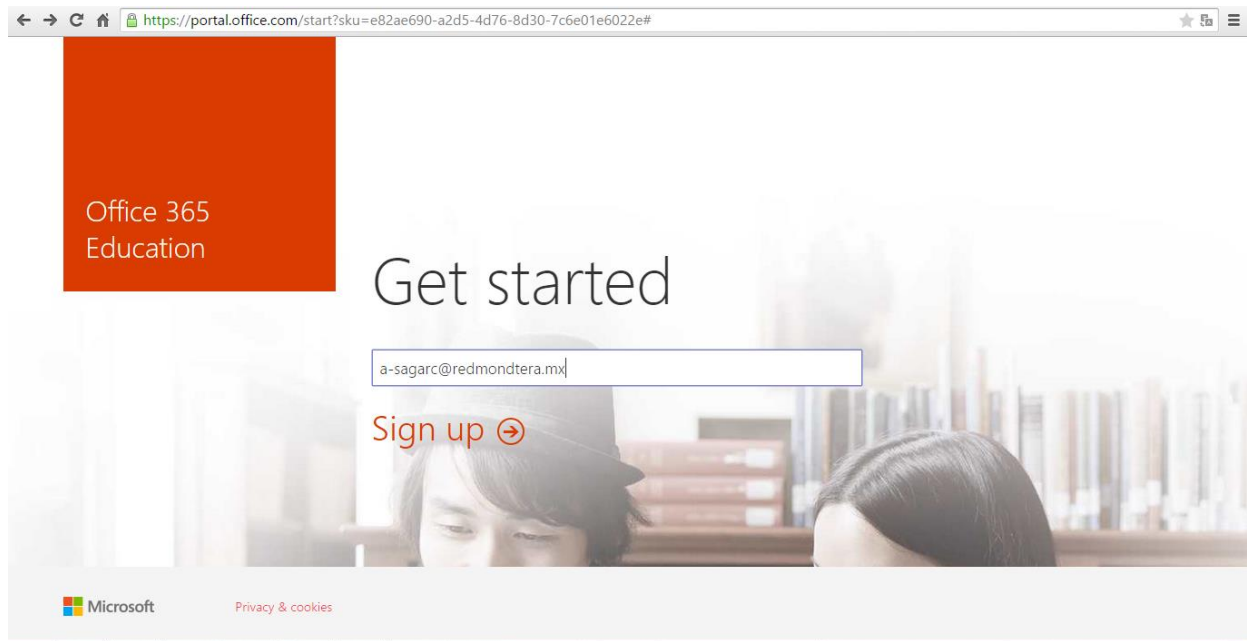 https://portal.office.com/start?sku=e82ae690-a2d5-4d76-8d30-7c6e01e6022e#
Office 365
Education
Get started
a-sagarc@redmondtera.mx
Sign up
Microsoft
Privacy & cookies